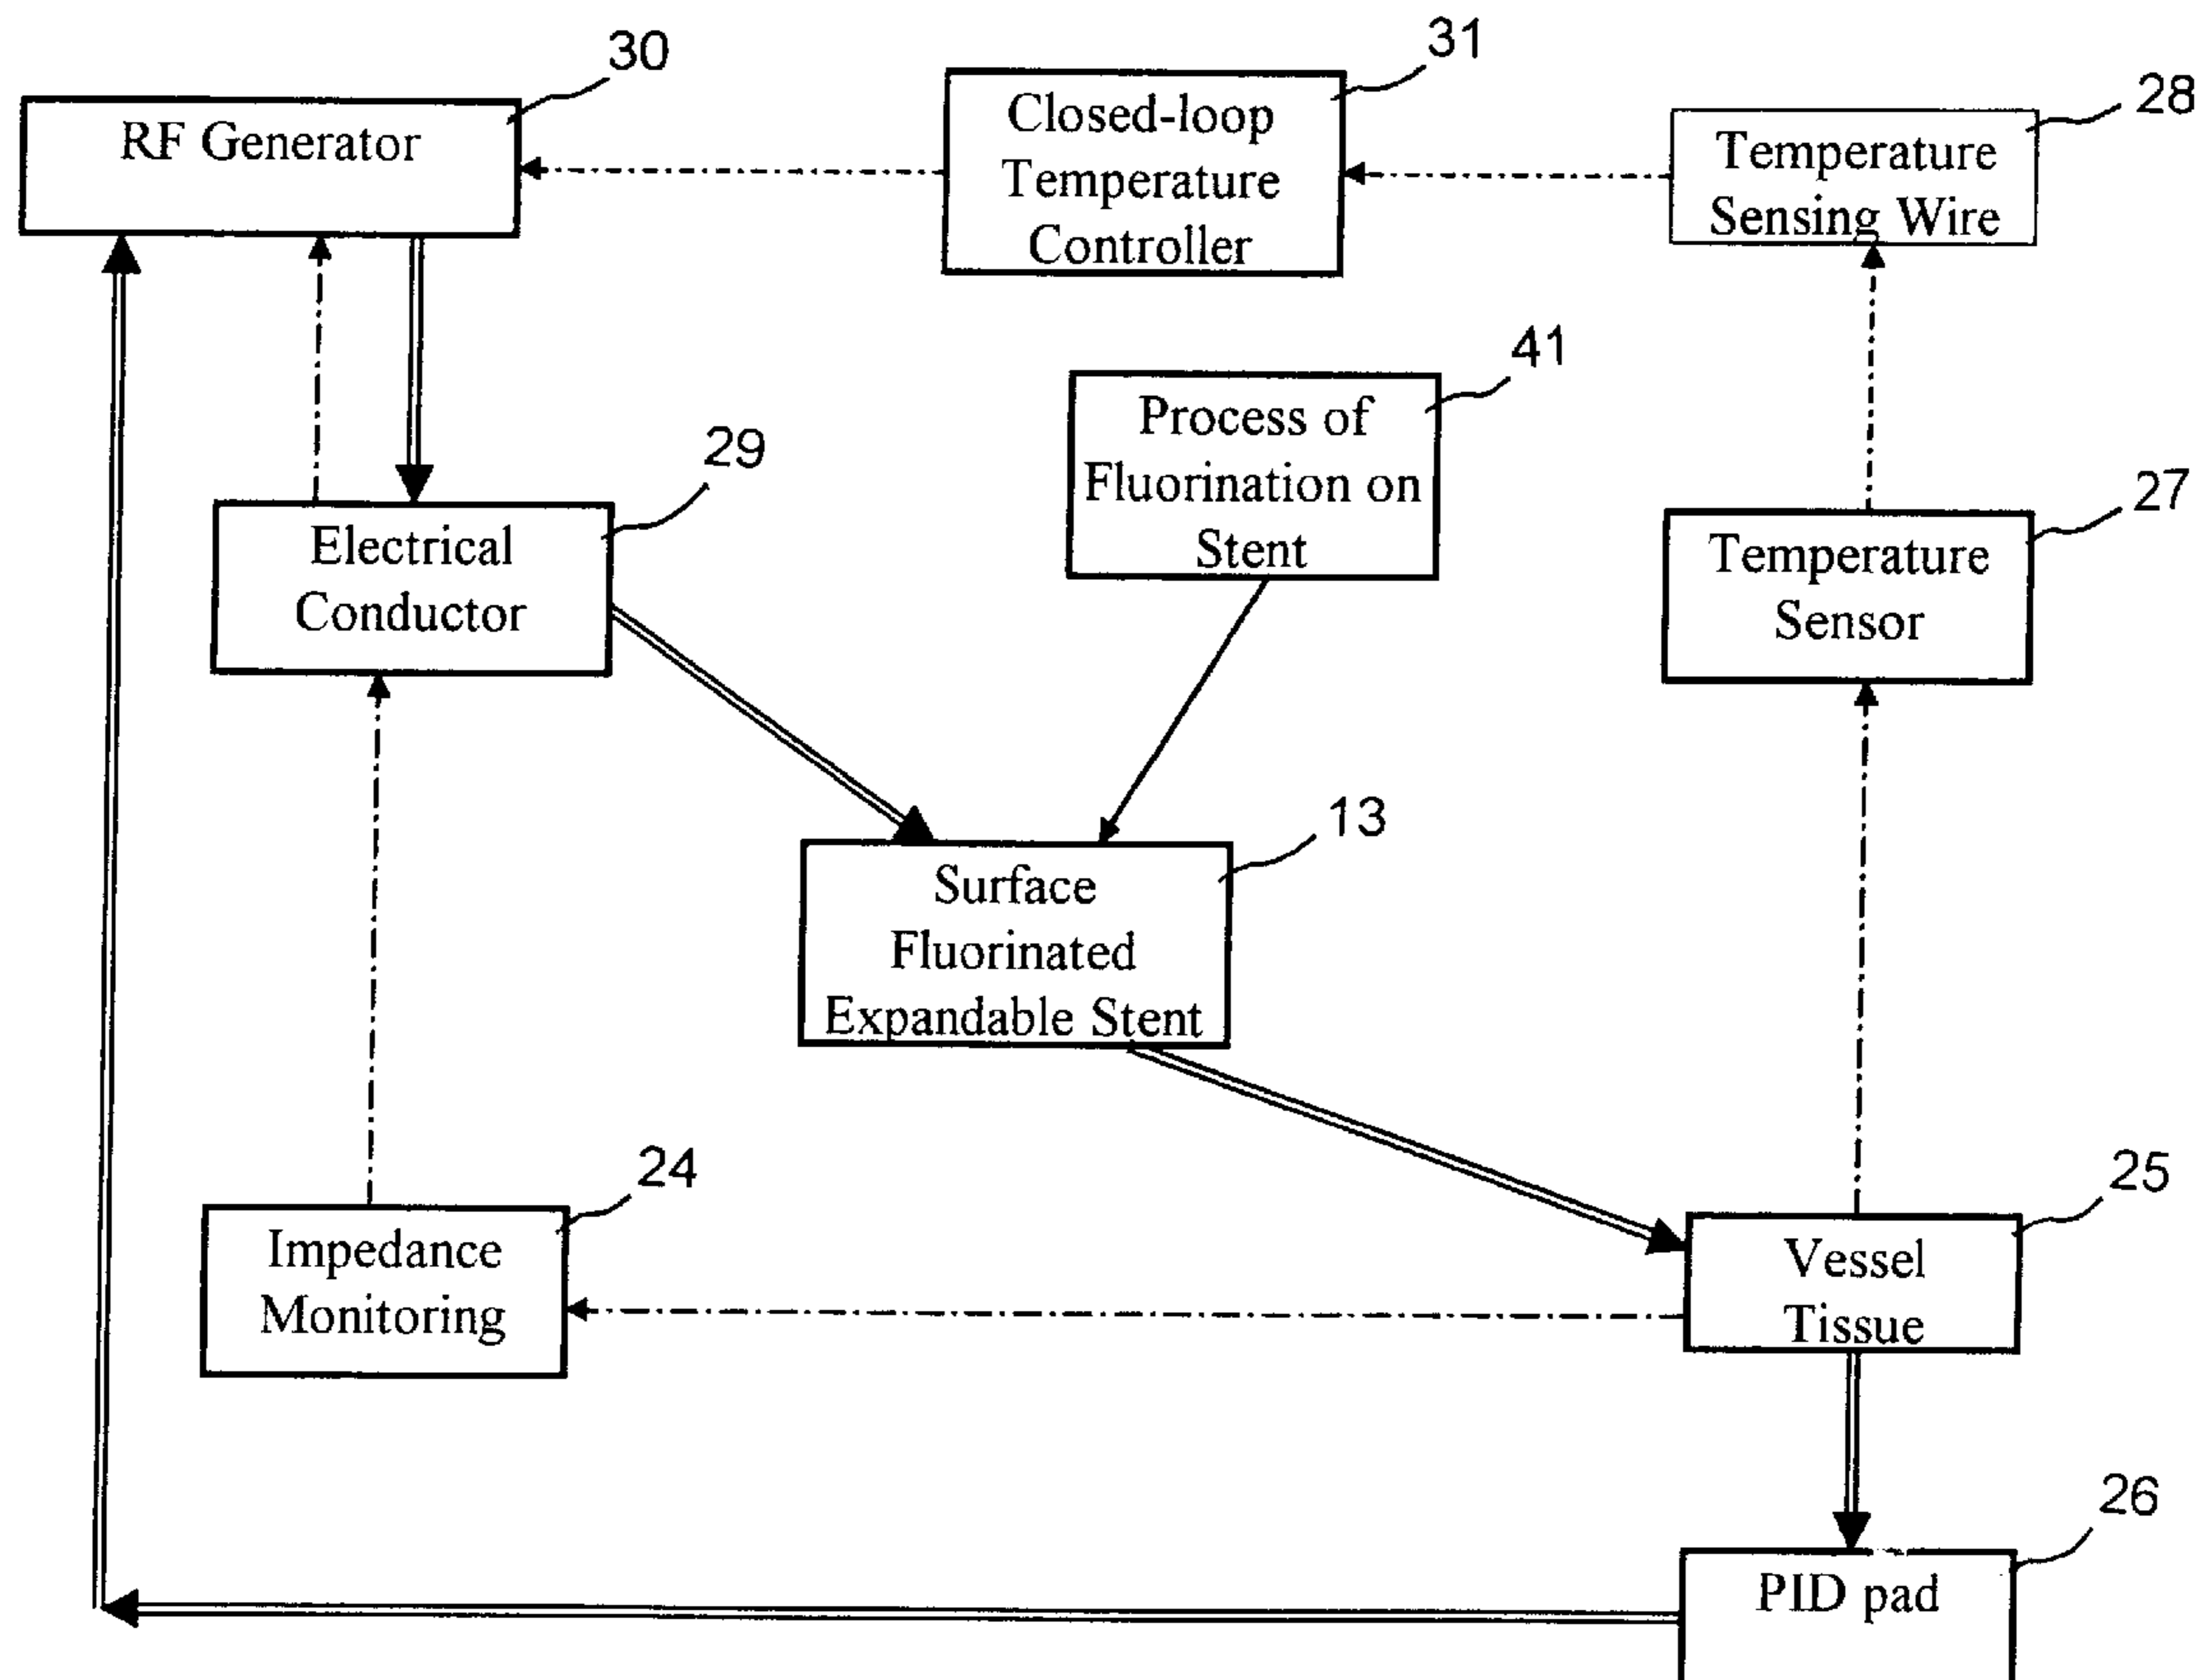 30
RF Generator
31
Closed-loop
Temperature
Controller
28
Temperature
Sensing Wire
41
Process of
Fluorination on
Stent
29
Electrical
Conductor
27
Temperature
Sensor
13
Surface
Fluorinated
Expandable Stent
24
Impedance
Monitoring
25
Vessel
Tissue
26
PID pad